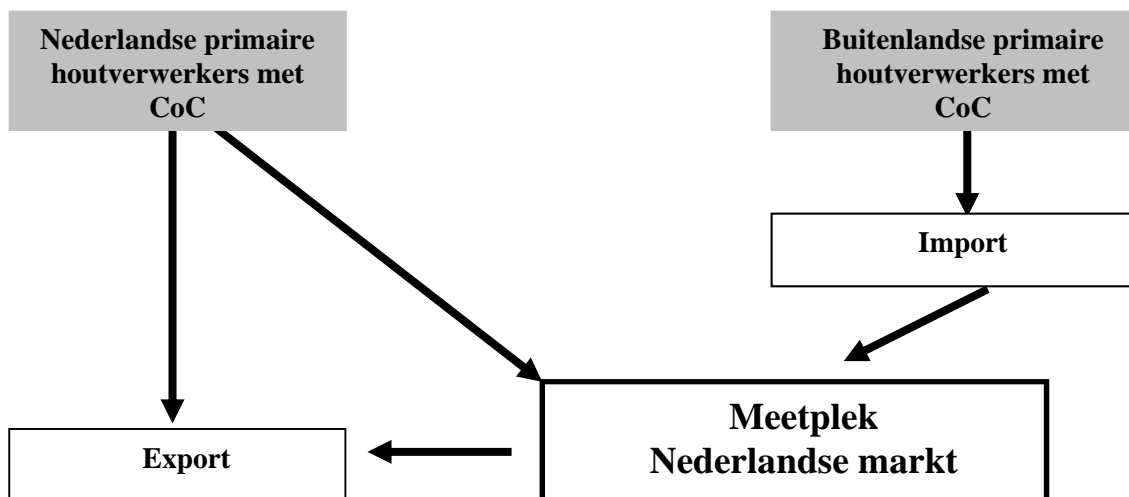 Nederlandse primaire
houtverwerkers met
CoC
Buitenlandse primaire
houtverwerkers met
CoC
Import
Meetplek
Nederlandse markt
Export